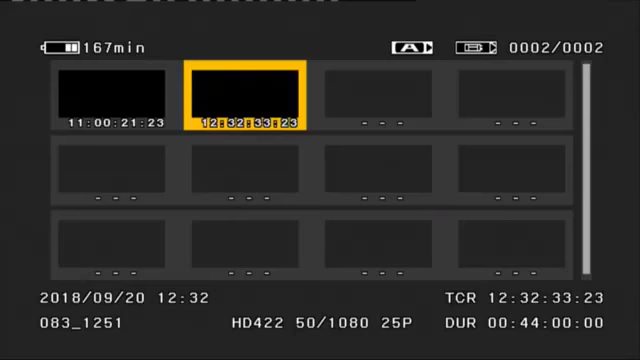 167min A B 0002/0002
11:00:21:23 12:32:33:23 - - - - - -
- - - - - - - - - - - -
- - - - - - - - - - - -
2018/09/20 12:32 TCR 12:32:33:23
083_1251 HD422 50/1080 25P DUR 00:44:00:00